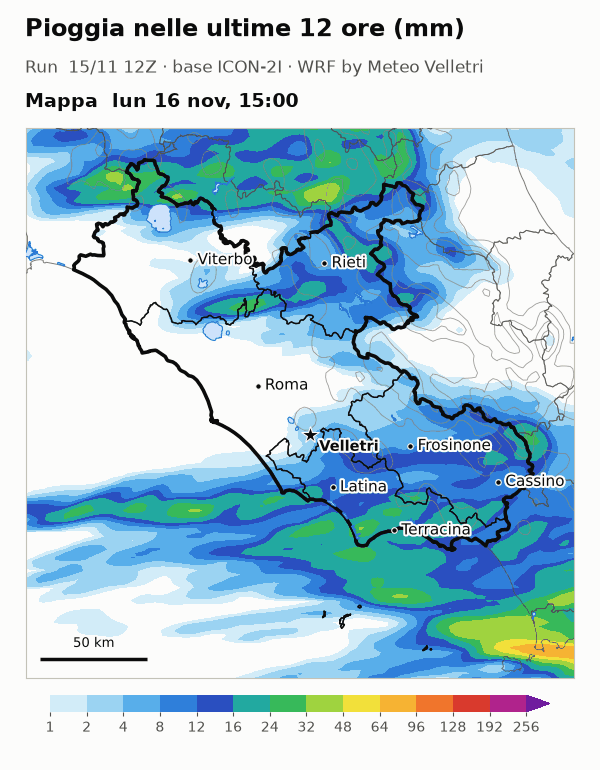 Pioggia nelle ultime 12 ore (mm)
Run 15/11 12Z · base ICON-2I · WRF by Meteo Velletri
Mappa lun 16 nov, 15:00
Viterbo
Rieti
Roma
Velletri
Frosinone
Latina
Cassino
Terracina
50 km
1 2 4 8 12 16 24 32 48 64 96 128 192 256